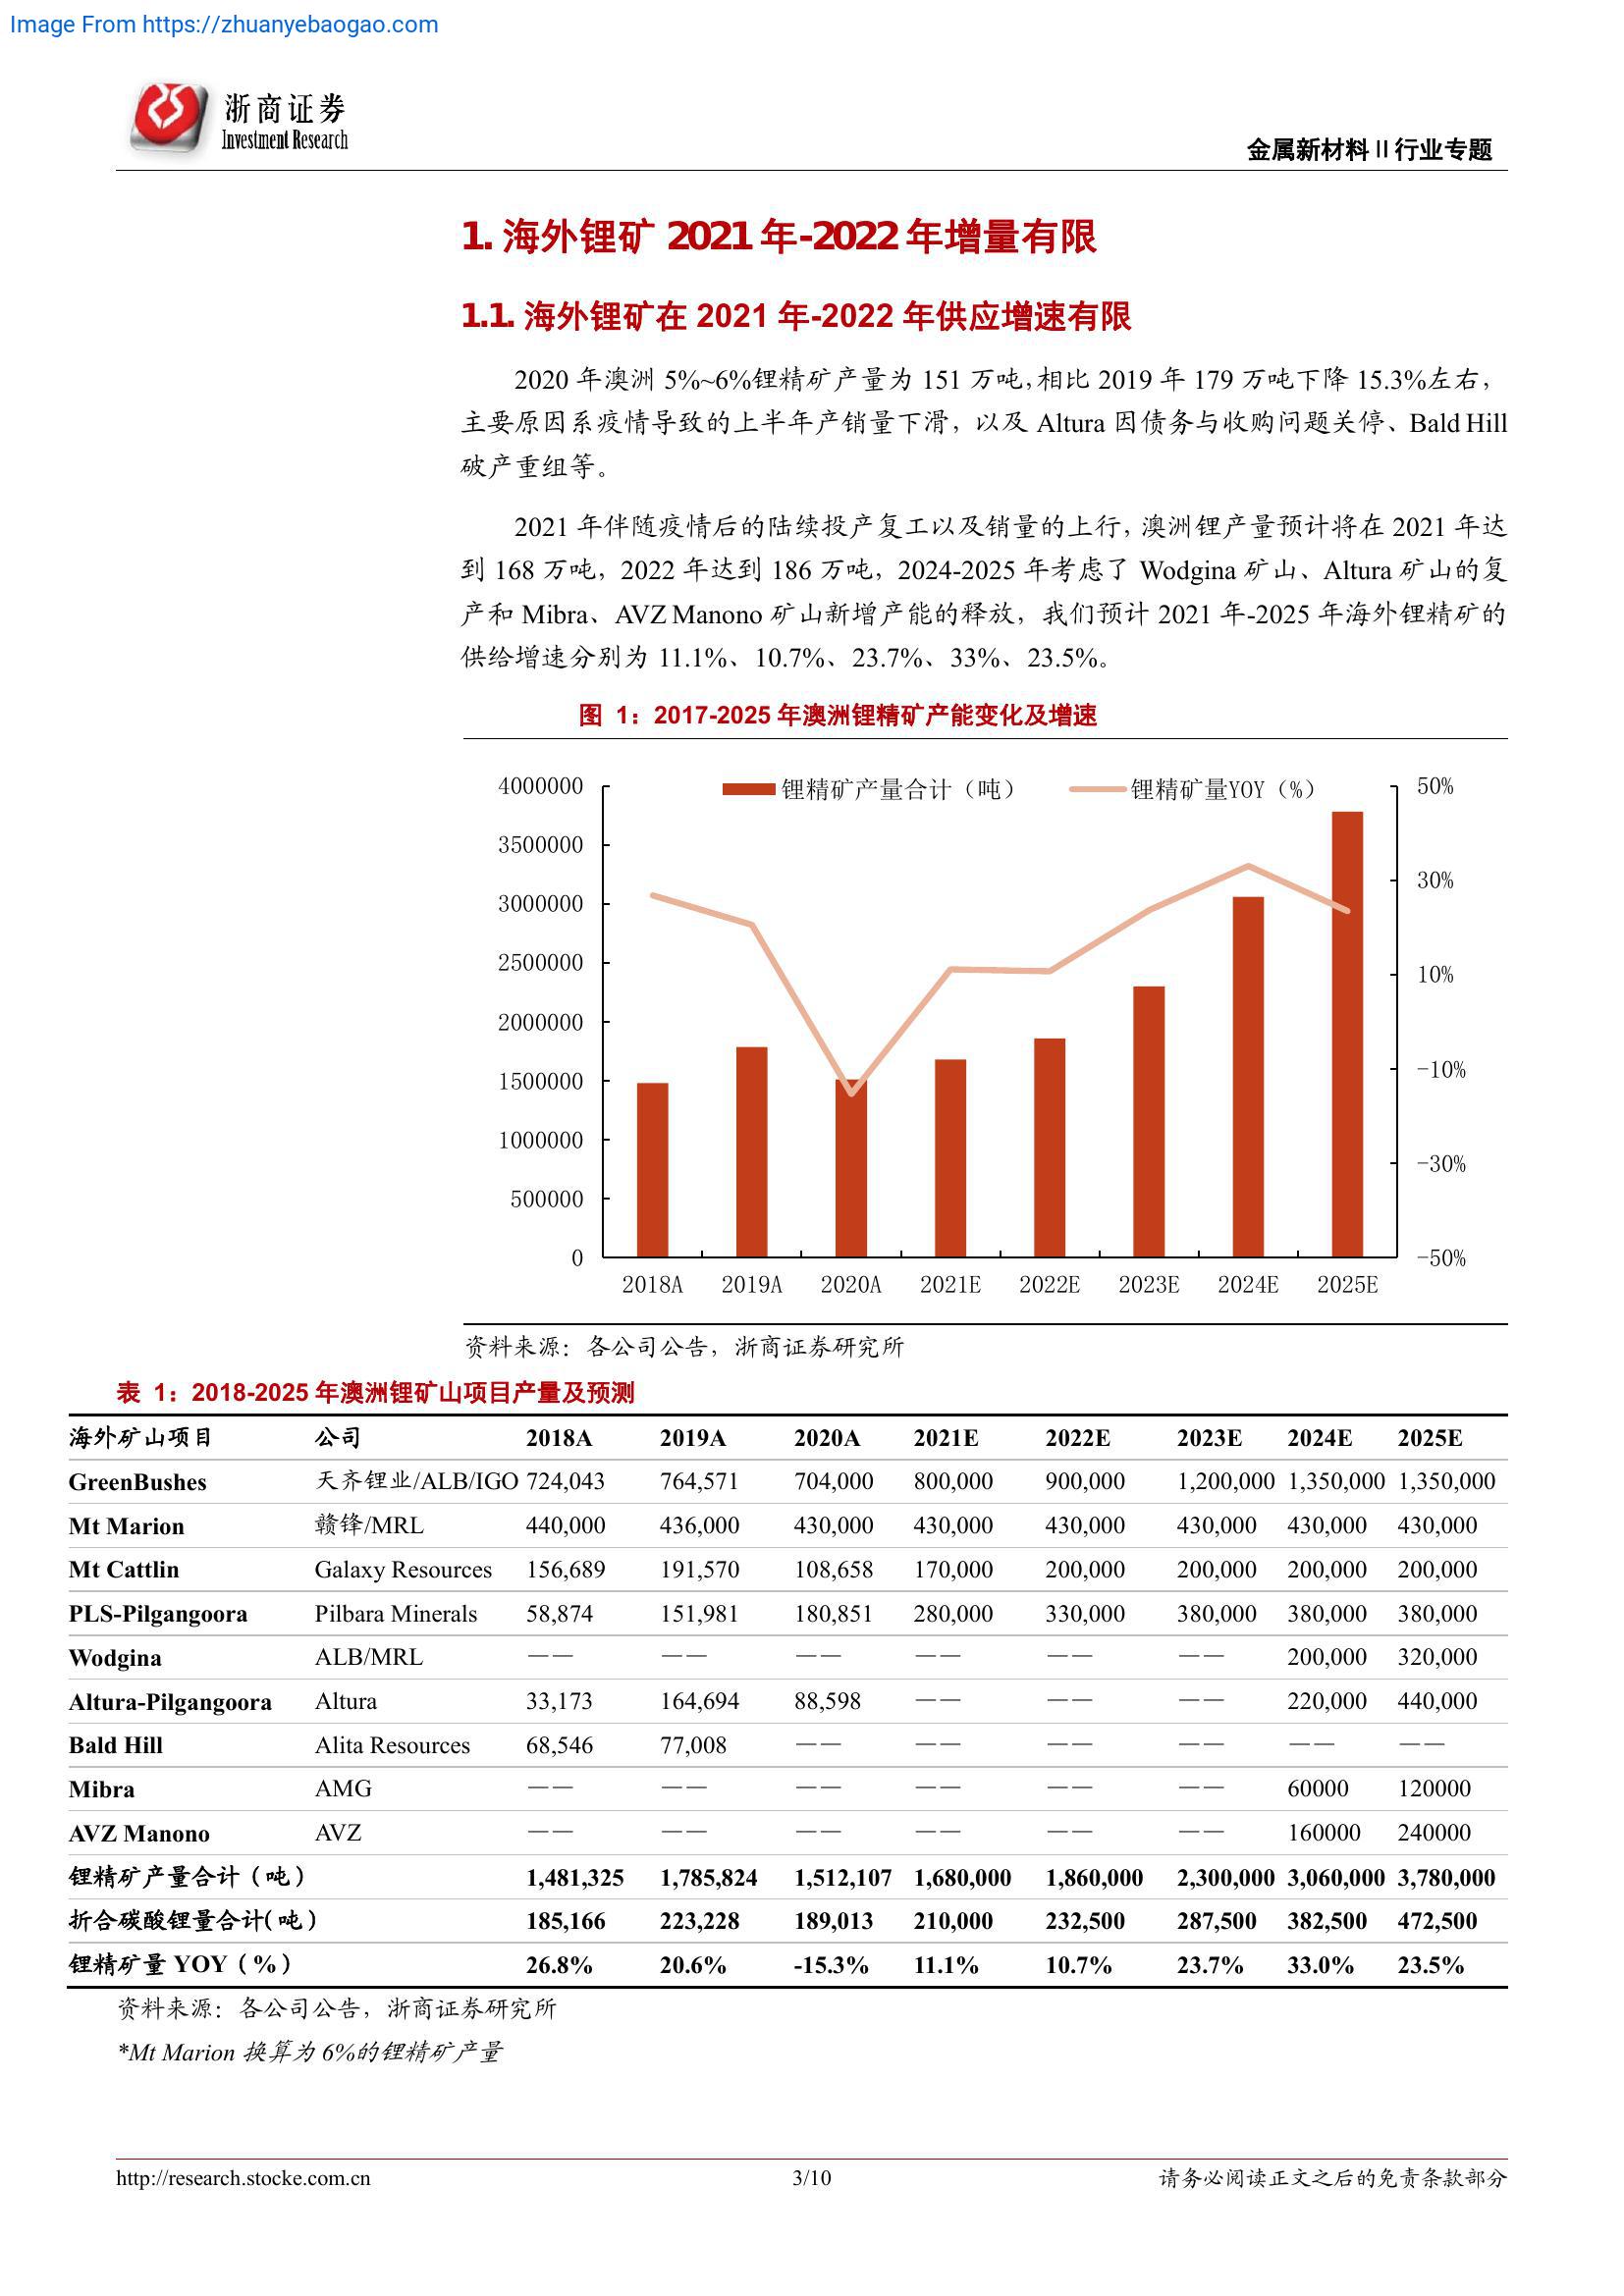 Image From https://zhuanyebaogao.com
浙商证券
Investment Research
金属新材料Ⅱ行业专题
1. 海外锂矿 2021 年-2022 年增量有限
1.1. 海外锂矿在 2021 年-2022 年供应增速有限
2020 年澳洲 5%~6%锂精矿产量为 151 万吨,相比 2019 年 179 万吨下降 15.3%左右，
主要原因系疫情导致的上半年产销量下滑，以及 Altura 因债务与收购问题关停、Bald Hill
破产重组等。
2021 年伴随疫情后的陆续投产复工以及销量的上行，澳洲锂产量预计将在 2021 年达
到 168 万吨，2022 年达到 186 万吨，2024-2025 年考虑了 Wodgina 矿山、Altura 矿山的复
产和 Mibra、AVZ Manono 矿山新增产能的释放，我们预计 2021 年-2025 年海外锂精矿的
供给增速分别为 11.1%、10.7%、23.7%、33%、23.5%。
图 1：2017-2025 年澳洲锂精矿产能变化及增速
锂精矿产量合计（吨） 锂精矿量YOY（%）
4000000 50%
3500000
3000000 30%
2500000
2000000 10%
1500000 -10%
1000000
500000 -30%
0 -50%
2018A 2019A 2020A 2021E 2022E 2023E 2024E 2025E
资料来源：各公司公告，浙商证券研究所
表 1：2018-2025 年澳洲锂矿山项目产量及预测
海外矿山项目 公司 2018A 2019A 2020A 2021E 2022E 2023E 2024E 2025E
GreenBushes 天齐锂业/ALB/IGO 724,043 764,571 704,000 800,000 900,000 1,200,000 1,350,000 1,350,000
Mt Marion 赣锋/MRL 440,000 436,000 430,000 430,000 430,000 430,000 430,000 430,000
Mt Cattlin Galaxy Resources 156,689 191,570 108,658 170,000 200,000 200,000 200,000 200,000
PLS-Pilgangoora Pilbara Minerals 58,874 151,981 180,851 280,000 330,000 380,000 380,000 380,000
Wodgina ALB/MRL —— —— —— —— —— —— 200,000 320,000
Altura-Pilgangoora Altura 33,173 164,694 88,598 —— —— —— 220,000 440,000
Bald Hill Alita Resources 68,546 77,008 —— —— —— —— —— ——
Mibra AMG —— —— —— —— —— —— 60000 120000
AVZ Manono AVZ —— —— —— —— —— —— 160000 240000
锂精矿产量合计（吨） 1,481,325 1,785,824 1,512,107 1,680,000 1,860,000 2,300,000 3,060,000 3,780,000
折合碳酸锂量合计(吨） 185,166 223,228 189,013 210,000 232,500 287,500 382,500 472,500
锂精矿量 YOY（%） 26.8% 20.6% -15.3% 11.1% 10.7% 23.7% 33.0% 23.5%
资料来源：各公司公告，浙商证券研究所
*Mt Marion 换算为 6%的锂精矿产量
http://research.stocke.com.cn 3/10 请务必阅读正文之后的免责条款部分